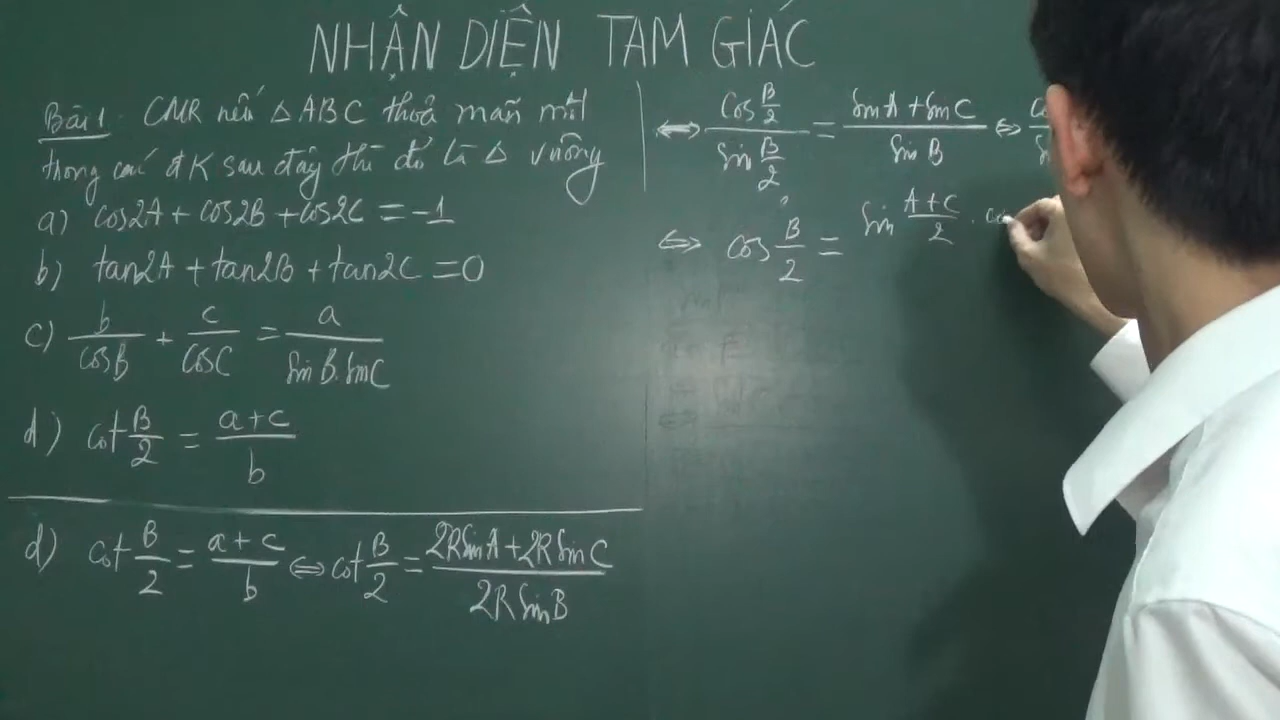 NHẬN DIỆN TAM GIÁC
Bài 1. CMR nếu △ ABC thoả mãn một
trong các đK sau đây thì đó là △ vuông
a) cos2A + cos2B + cos2C = -1
b) tan2A + tan2B + tan2C = 0
c) b/cosB + c/cosC = a/(sinB.sinC)
d) cot B/2 = (a+c)/b
d) cot B/2 = (a+c)/b ⇔ cot B/2 = (2RsinA+2RsinC)/(2RsinB)
⇔ (cos B/2)/(sin B/2) = (sinA+sinC)/(sinB) ⇔
⇔ cos B/2 = sin (A+C)/2 .